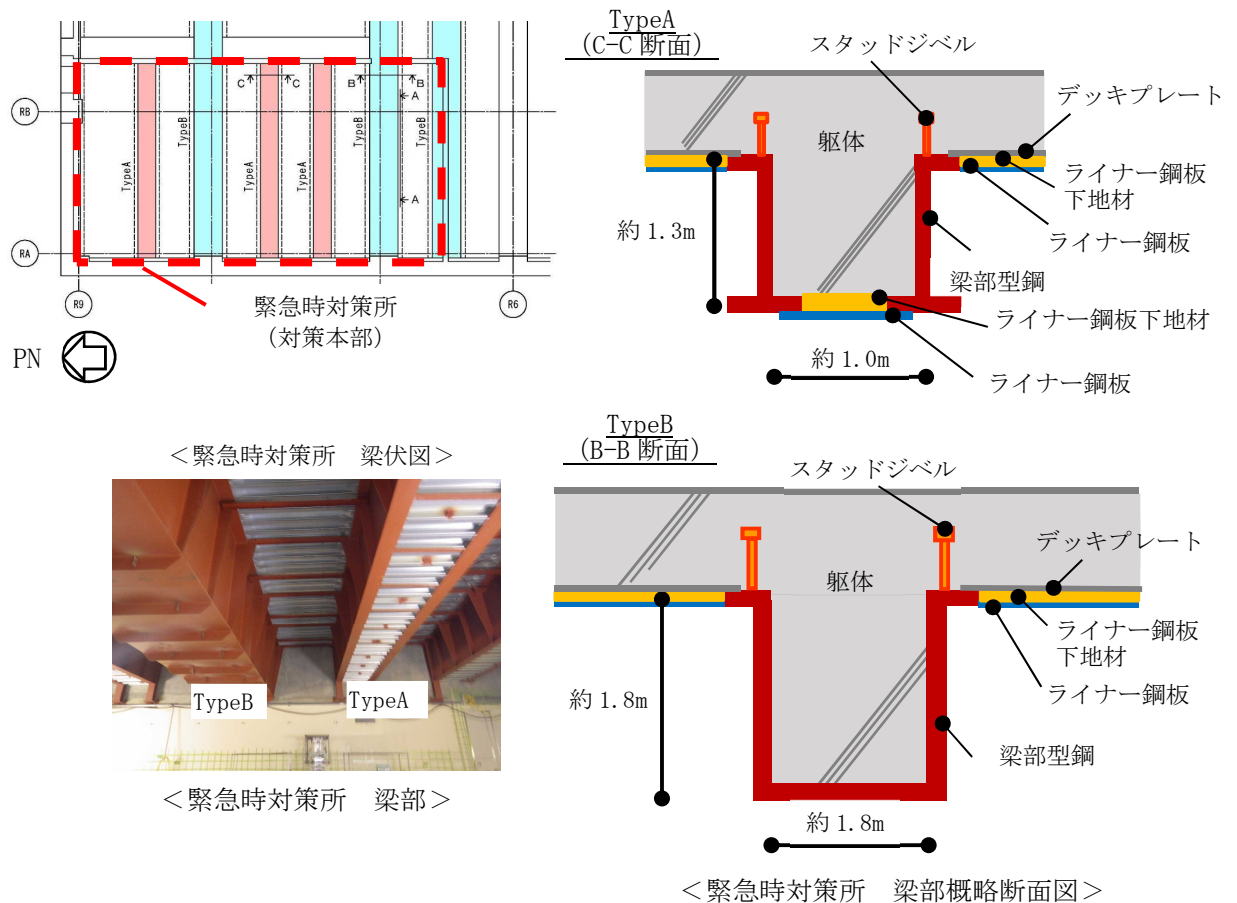 RB
RA
R9
R6
TypeA
TypeB
TypeA
TypeA
TypeB
TypeB
C
C
B
B
A
A
緊急時対策所
(対策本部)
PN
<緊急時対策所　梁伏図>
TypeB
TypeA
<緊急時対策所　梁部>
TypeA
(C-C 断面)
スタッドジベル
デッキプレート
躯体
ライナー鋼板
下地材
ライナー鋼板
約 1.3m
梁部型鋼
ライナー鋼板下地材
約 1.0m
ライナー鋼板
TypeB
(B-B 断面)
スタッドジベル
デッキプレート
躯体
ライナー鋼板
下地材
ライナー鋼板
約 1.8m
梁部型鋼
約 1.8m
<緊急時対策所　梁部概略断面図>